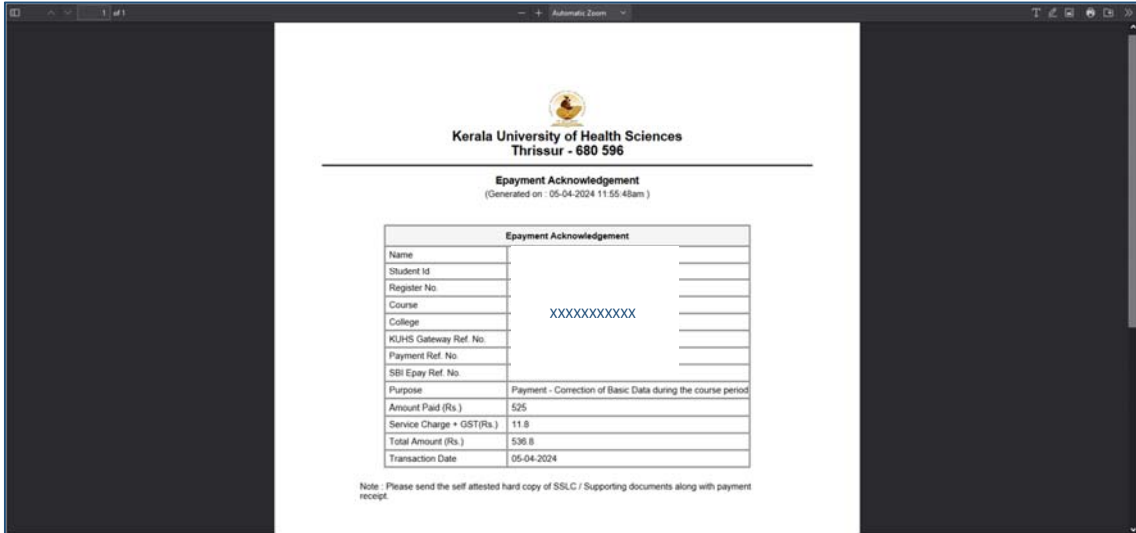 1 of 1
− + Automatic Zoom
Kerala University of Health Sciences
Thrissur - 680 596
Epayment Acknowledgement
(Generated on : 05-04-2024 11:55:48am )
Epayment Acknowledgement
Name
Student Id
Register No.
Course
College
KUHS Gateway Ref. No.
Payment Ref. No.
SBI Epay Ref. No.
XXXXXXXXXXX
Purpose Payment - Correction of Basic Data during the course period
Amount Paid (Rs.) 525
Service Charge + GST(Rs.) 11.8
Total Amount (Rs.) 536.8
Transaction Date 05-04-2024
Note : Please send the self attested hard copy of SSLC / Supporting documents along with payment
receipt.